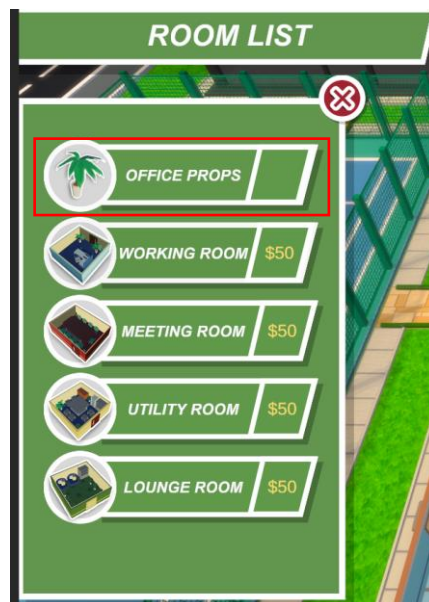 ROOM LIST
OFFICE PROPS
WORKING ROOM $50
MEETING ROOM $50
UTILITY ROOM $50
LOUNGE ROOM $50